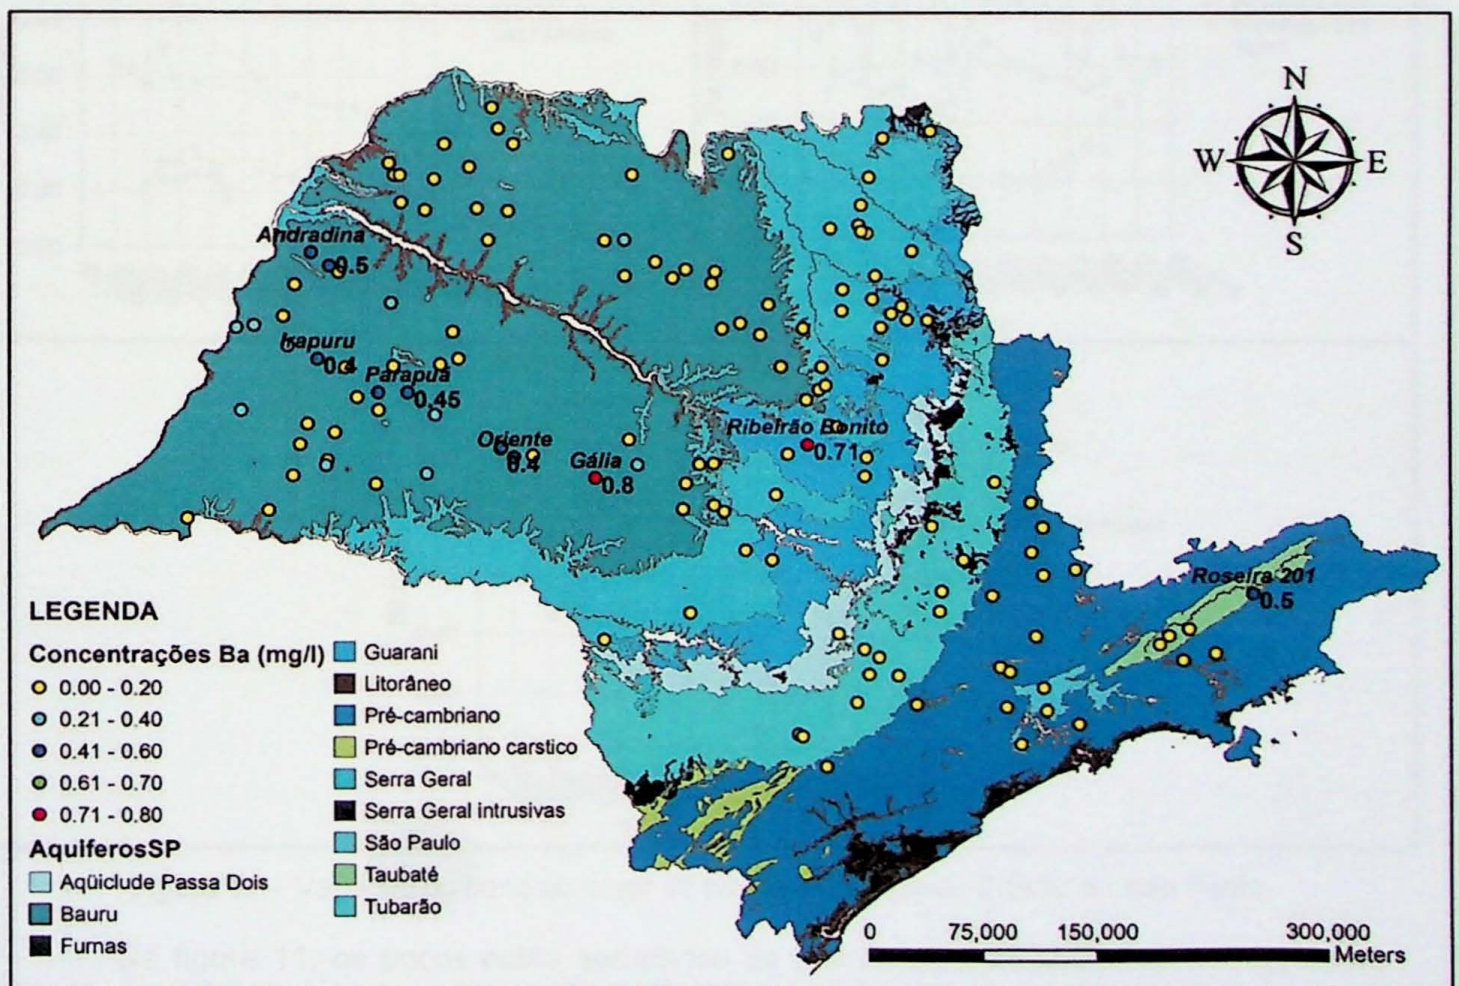 N
W E
S
Andradina
0.5
Irapuru
0.4
Parapuã
0.45
Oriente
0.4
Gália
0.8
Ribeirão Bonito
0.71
Roseira 201
0.5
LEGENDA
Concentrações Ba (mg/l)
0.00 - 0.20
0.21 - 0.40
0.41 - 0.60
0.61 - 0.70
0.71 - 0.80
AquiferosSP
Aqüiclude Passa Dois
Bauru
Furnas
Guarani
Litorâneo
Pré-cambriano
Pré-cambriano carstico
Serra Geral
Serra Geral intrusivas
São Paulo
Taubaté
Tubarão
0 75,000 150,000 300,000
Meters